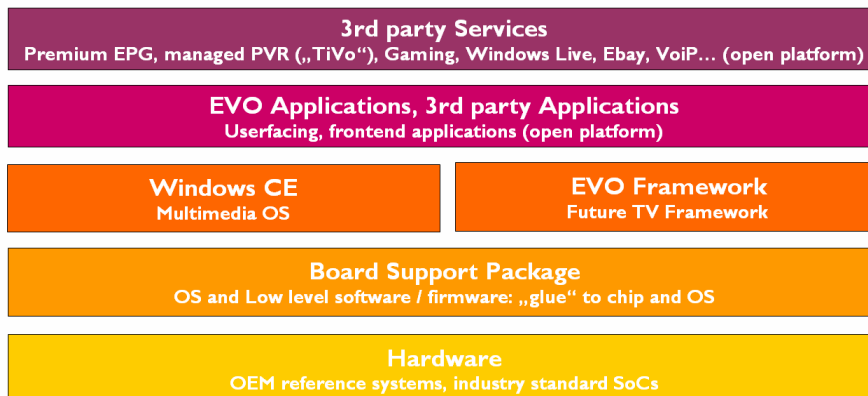 3rd party Services
Premium EPG, managed PVR („TiVo“), Gaming, Windows Live, Ebay, VoiP… (open platform)
EVO Applications, 3rd party Applications
Userfacing, frontend applications (open platform)
Windows CE
Multimedia OS
EVO Framework
Future TV Framework
Board Support Package
OS and Low level software / firmware: „glue“ to chip and OS
Hardware
OEM reference systems, industry standard SoCs